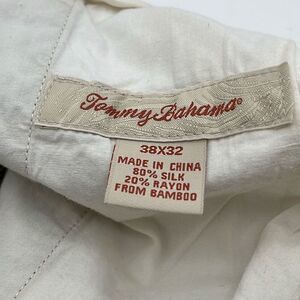 Tommy Bahama®
38X32
MADE IN CHINA
80% SILK
20% RAYON
FROM BAMBOO